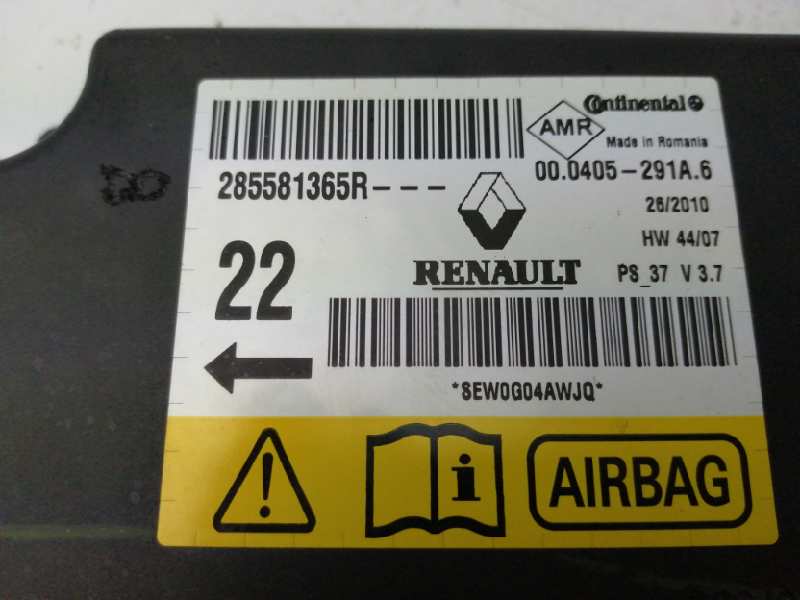 Continental
AMR
Made in Romania
285581365R---
00.0405-291A.6
26/2010
22
HW 44/07
RENAULT
PS_37 V 3.7
*SEW0G04AWJQ*
i
AIRBAG